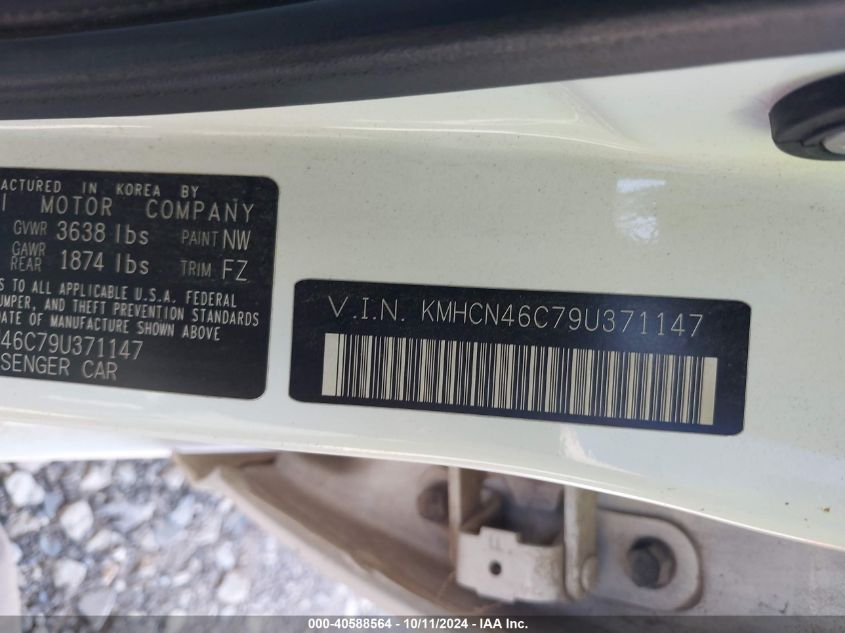 ACTURED IN KOREA BY
I MOTOR COMPANY
GVWR 3638 lbs PAINT NW
GAWR REAR 1874 lbs TRIM FZ
S TO ALL APPLICABLE U.S.A. FEDERAL
UMPER, AND THEFT PREVENTION STANDARDS
TE OF MANUFACTURE SHOWN ABOVE.
46C79U371147
SENGER CAR
V.I.N. KMHCN46C79U371147
000-40588564 - 10/11/2024 - IAAI Inc.